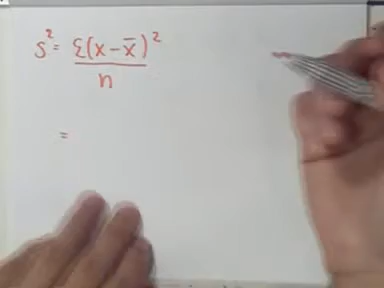 s² = Σ(x - x̄)²
n
=